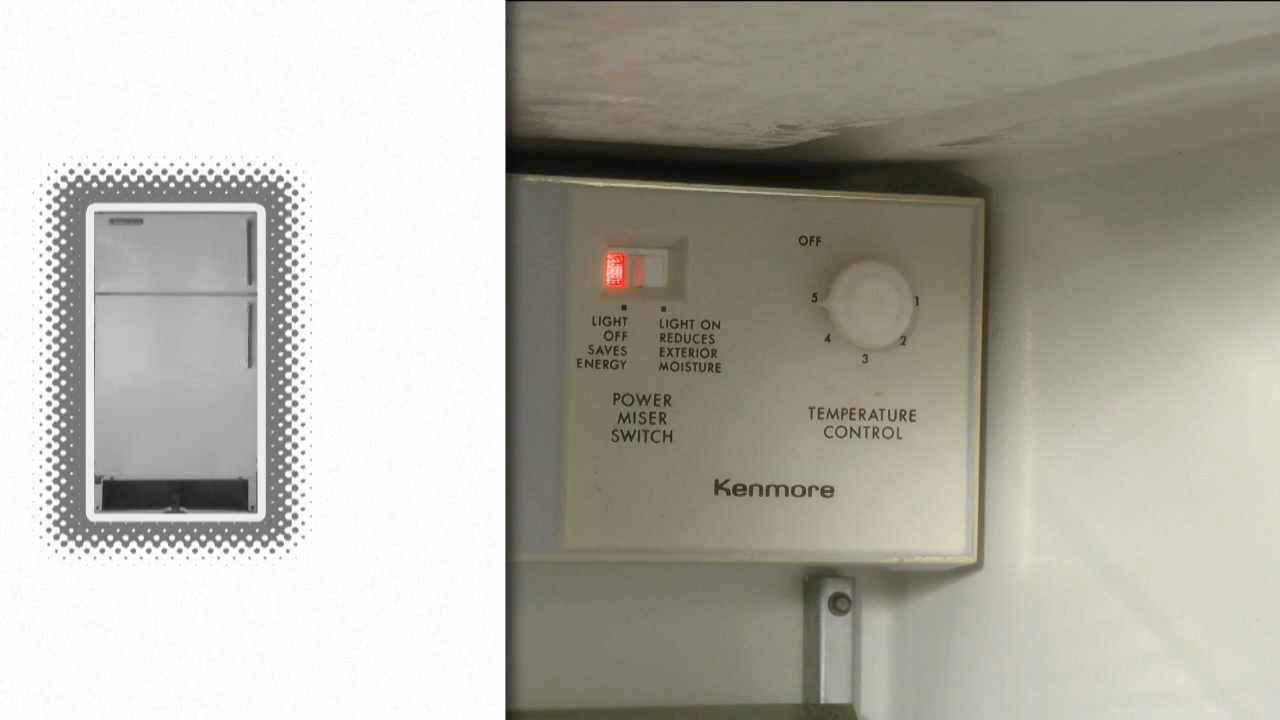 OFF
5
1
4
2
3
LIGHT
OFF
SAVES
ENERGY
LIGHT ON
REDUCES
EXTERIOR
MOISTURE
POWER
MISER
SWITCH
TEMPERATURE
CONTROL
Kenmore